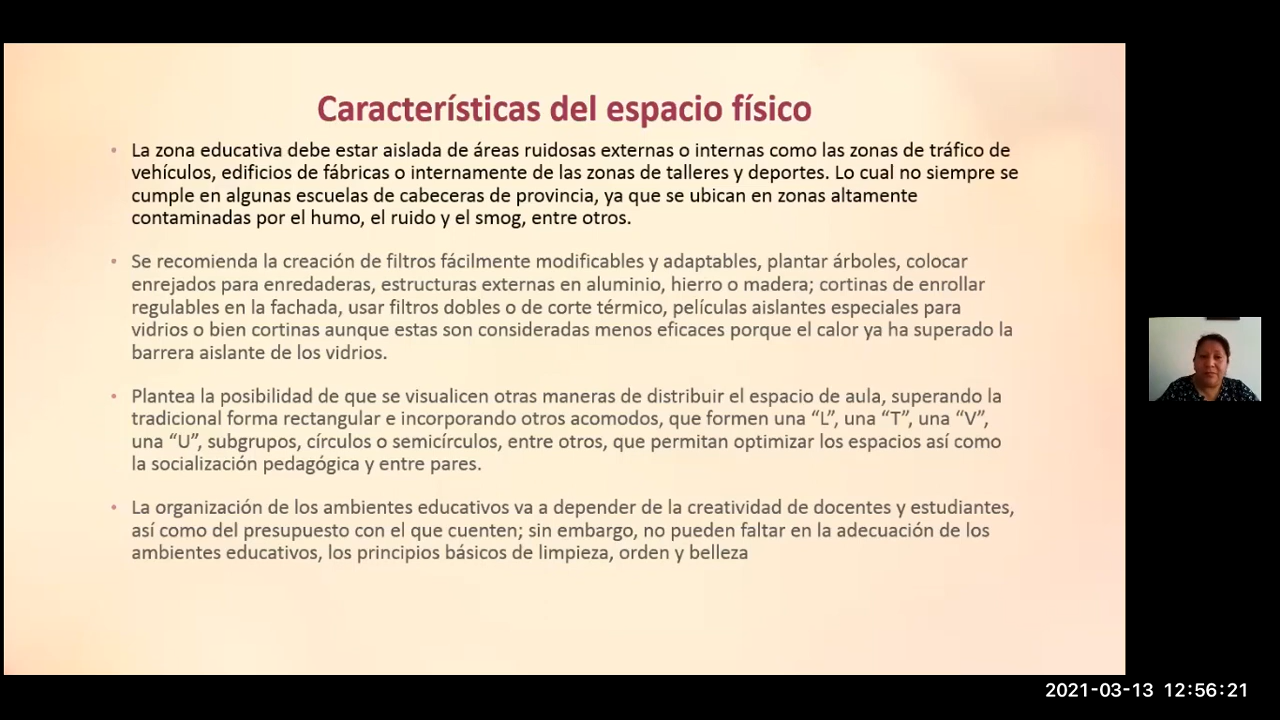 Características del espacio físico
• La zona educativa debe estar aislada de áreas ruidosas externas o internas como las zonas de tráfico de
vehículos, edificios de fábricas o internamente de las zonas de talleres y deportes. Lo cual no siempre se
cumple en algunas escuelas de cabeceras de provincia, ya que se ubican en zonas altamente
contaminadas por el humo, el ruido y el smog, entre otros.
• Se recomienda la creación de filtros fácilmente modificables y adaptables, plantar árboles, colocar
enrejados para enredaderas, estructuras externas en aluminio, hierro o madera; cortinas de enrollar
regulables en la fachada, usar filtros dobles o de corte térmico, películas aislantes especiales para
vidrios o bien cortinas aunque estas son consideradas menos eficaces porque el calor ya ha superado la
barrera aislante de los vidrios.
• Plantea la posibilidad de que se visualicen otras maneras de distribuir el espacio de aula, superando la
tradicional forma rectangular e incorporando otros acomodos, que formen una “L”, una “T”, una “V”,
una “U”, subgrupos, círculos o semicírculos, entre otros, que permitan optimizar los espacios así como
la socialización pedagógica y entre pares.
• La organización de los ambientes educativos va a depender de la creatividad de docentes y estudiantes,
así como del presupuesto con el que cuenten; sin embargo, no pueden faltar en la adecuación de los
ambientes educativos, los principios básicos de limpieza, orden y belleza
2021-03-13 12:56:21